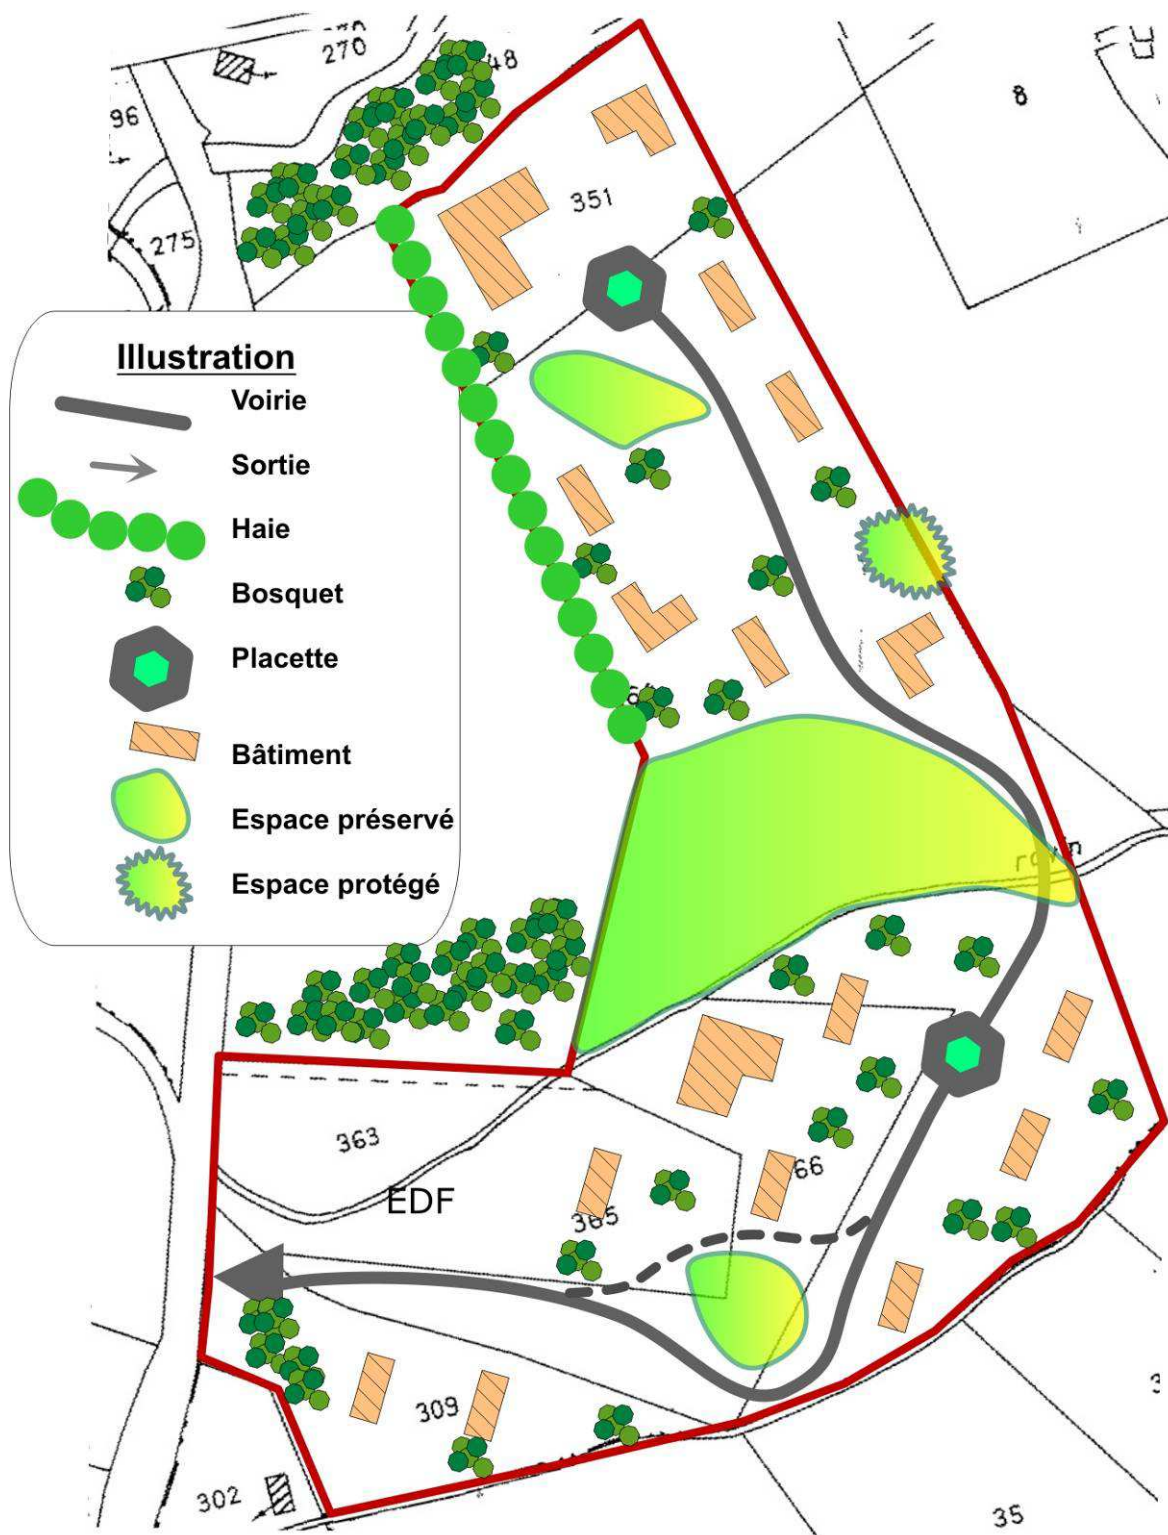 270
48
96
8
351
275
Illustration
Voirie
Sortie
Haie
Bosquet
Placette
Bâtiment
Espace préservé
Espace protégé
363
66
EDF
365
309
302
35